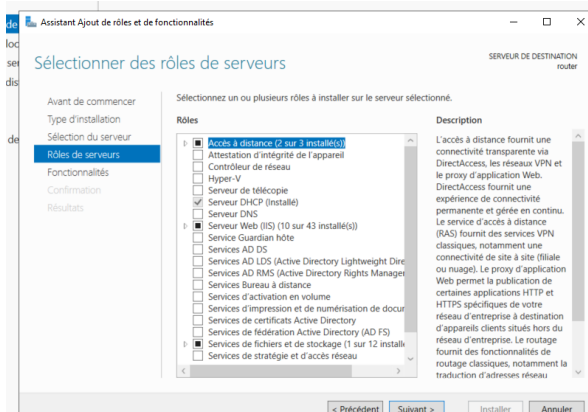 Assistant Ajout de rôles et de fonctionnalités
Sélectionner des rôles de serveurs
SERVEUR DE DESTINATION
router
Avant de commencer
Type d'installation
Sélection du serveur
Rôles de serveurs
Fonctionnalités
Confirmation
Résultats
Sélectionnez un ou plusieurs rôles à installer sur le serveur sélectionné.
Rôles
Accès à distance (2 sur 3 installé(s))
Attestation d'intégrité de l'appareil
Contrôleur de réseau
Hyper-V
Serveur de télécopie
Serveur DHCP (Installé)
Serveur DNS
Serveur Web (IIS) (10 sur 43 installé(s))
Service Guardian hôte
Services AD DS
Services AD LDS (Active Directory Lightweight Dire
Services AD RMS (Active Directory Rights Manager
Services Bureau à distance
Services d'activation en volume
Services d'impression et de numérisation de docur
Services de certificats Active Directory
Services de fédération Active Directory (AD FS)
Services de fichiers et de stockage (1 sur 12 installé
Services de stratégie et d'accès réseau
Description
L'accès à distance fournit une
connectivité transparente via
DirectAccess, les réseaux VPN et
le proxy d'application Web.
DirectAccess fournit une
expérience de connectivité
permanente et gérée en continu.
Le service d'accès à distance
(RAS) fournit des services VPN
classiques, notamment une
connectivité de site à site (filiale
ou nuage). Le proxy d'application
Web permet la publication de
certaines applications HTTP et
HTTPS spécifiques de votre
réseau d'entreprise à destination
d'appareils clients situés hors du
réseau d'entreprise. Le routage
fournit des fonctionnalités de
routage classiques, notamment la
traduction d'adresses réseau
< Précédent
Suivant >
Installer
Annuler